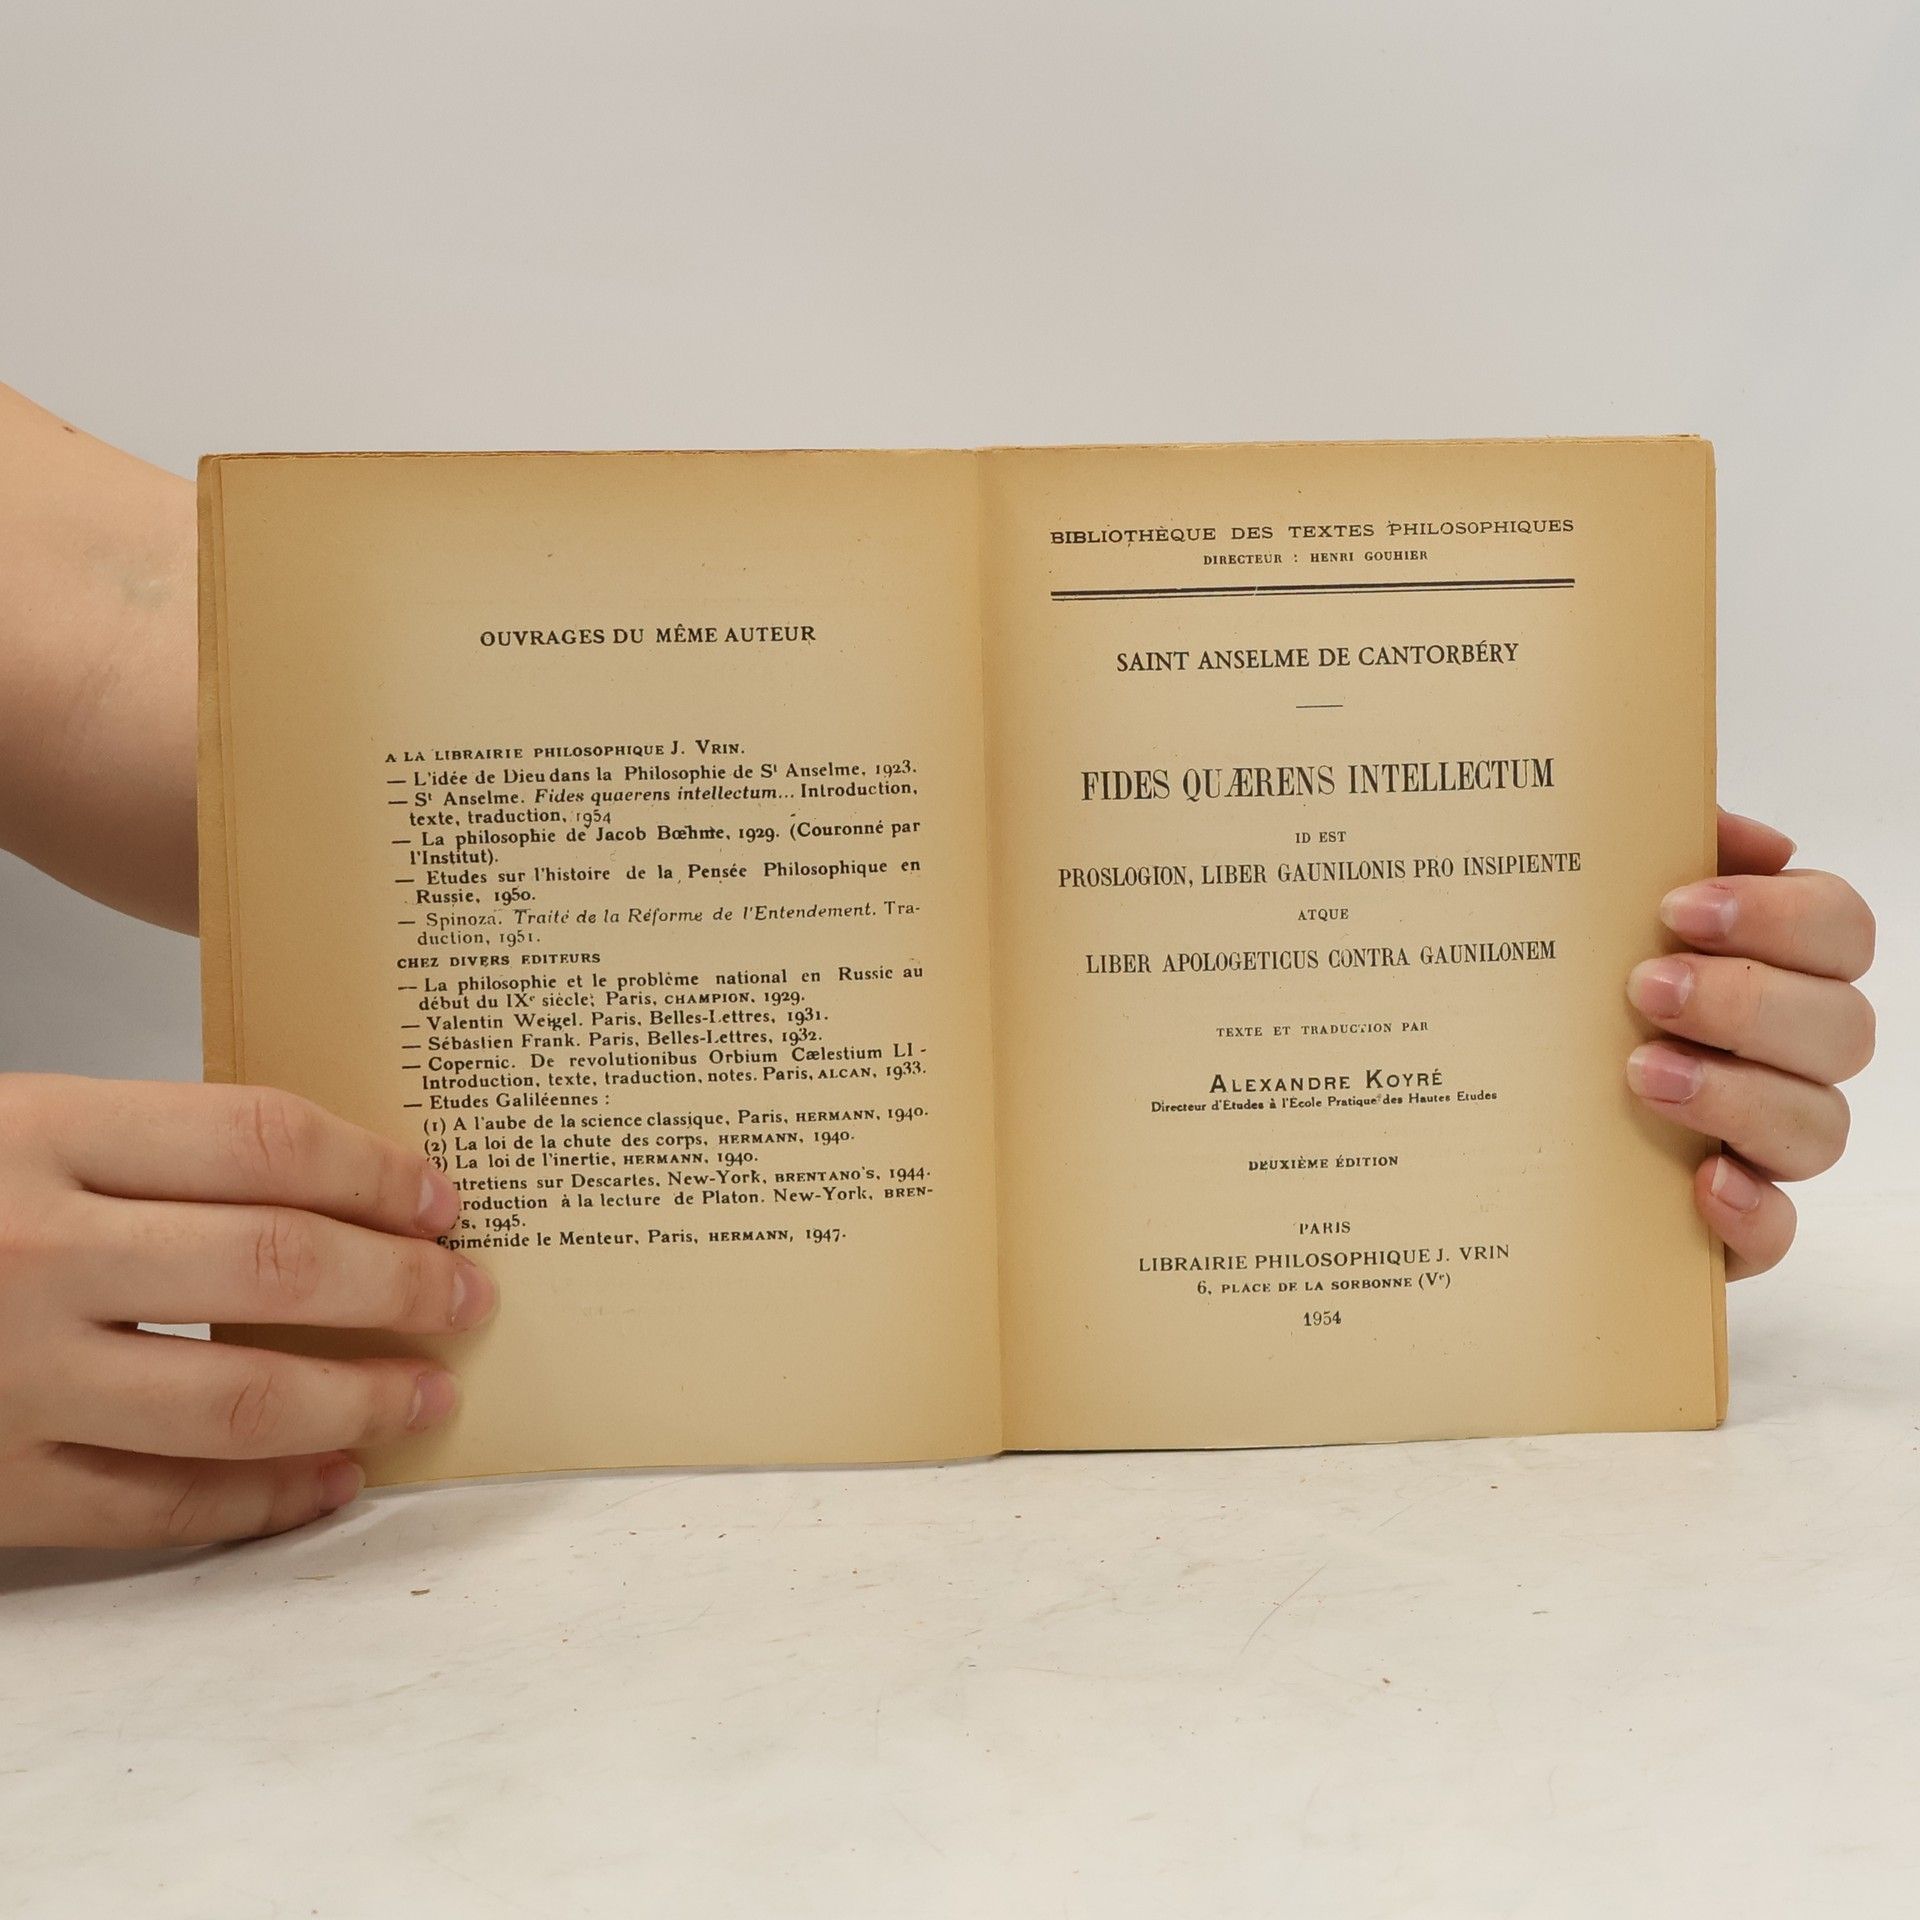 OUVRAGES DU MÊME AUTEUR
A LA LIBRAIRIE PHILOSOPHIQUE J. VRIN.
— L'idée de Dieu dans la Philosophie de Sᵗ Anselme, 1923.
— Sᵗ Anselme. Fides quaerens intellectum... Introduction,
texte, traduction, 1954
— La philosophie de Jacob Bœhme, 1929. (Couronné par
l'Institut).
— Etudes sur l'histoire de la Pensée Philosophique en
Russie, 1950.
— Spinoza. Traité de la Réforme de l'Entendement. Tra-
duction, 1951.
CHEZ DIVERS EDITEURS
— La philosophie et le problème national en Russie au
début du IXᵉ siècle; Paris, CHAMPION, 1929.
— Valentin Weigel. Paris, Belles-Lettres, 1931.
— Sébastien Frank. Paris, Belles-Lettres, 1932.
— Copernic. De revolutionibus Orbium Cælestium LI -
Introduction, texte, traduction, notes. Paris, ALCAN, 1933.
— Etudes Galiléennes :
(1) A l'aube de la science classique, Paris, HERMANN, 1940.
(2) La loi de la chute des corps, HERMANN, 1940.
3) La loi de l'inertie, HERMANN, 1940.
ntretiens sur Descartes, New-York, BRENTANO'S, 1944.
roduction à la lecture de Platon. New-York, BREN-
's, 1945.
Epiménide le Menteur, Paris, HERMANN, 1947.
BIBLIOTHÈQUE DES TEXTES PHILOSOPHIQUES
DIRECTEUR : HENRI GOUHIER
SAINT ANSELME DE CANTORBÉRY
FIDES QUÆRENS INTELLECTUM
ID EST
PROSLOGION, LIBER GAUNILONIS PRO INSIPIENTE
ATQUE
LIBER APOLOGETICUS CONTRA GAUNILONEM
TEXTE ET TRADUCTION PAR
ALEXANDRE KOYRÉ
Directeur d'Etudes à l'Ecole Pratique des Hautes Etudes
DEUXIÈME ÉDITION
PARIS
LIBRAIRIE PHILOSOPHIQUE J. VRIN
6, PLACE DE LA SORBONNE (Vᵉ)
1954